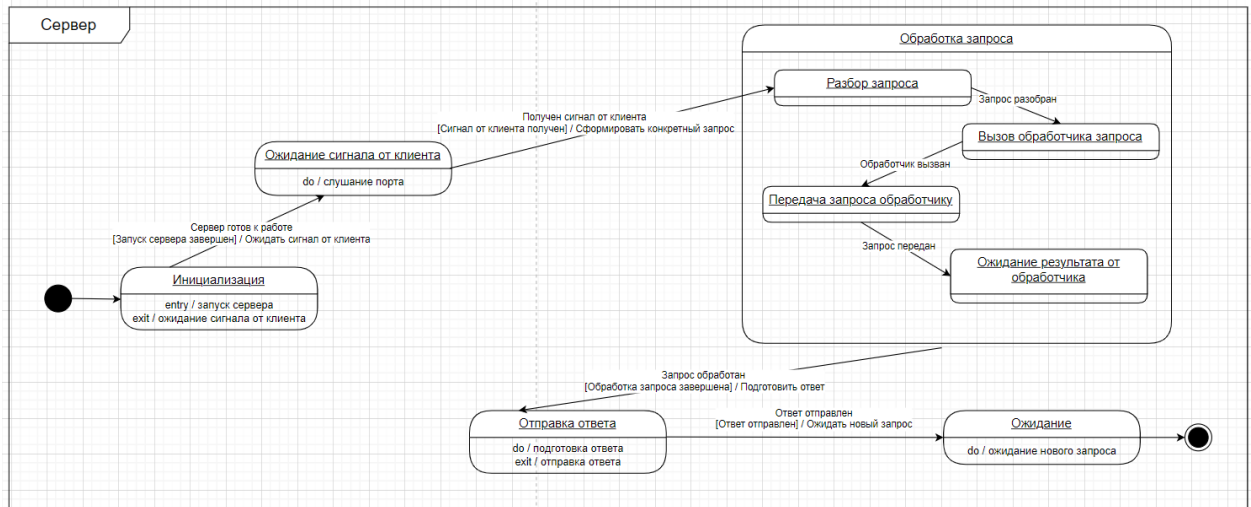 Сервер
Обработка запроса
Разбор запроса
Запрос разобран
Получен сигнал от клиента
[Сигнал от клиента получен] / Сформировать конкретный запрос
Вызов обработчика запроса
Ожидание сигнала от клиента
do / слушание порта
Обработчик вызван
Передача запроса обработчику
Сервер готов к работе
[Запуск сервера завершен] / Ожидать сигнал от клиента
Запрос передан
Ожидание результата от
обработчика
Инициализация
entry / запуск сервера
exit / ожидание сигнала от клиента
Запрос обработан
[Обработка запроса завершена] / Подготовить ответ
Отправка ответа
do / подготовка ответа
exit / отправка ответа
Ответ отправлен
[Ответ отправлен] / Ожидать новый запрос
Ожидание
do / ожидание нового запроса